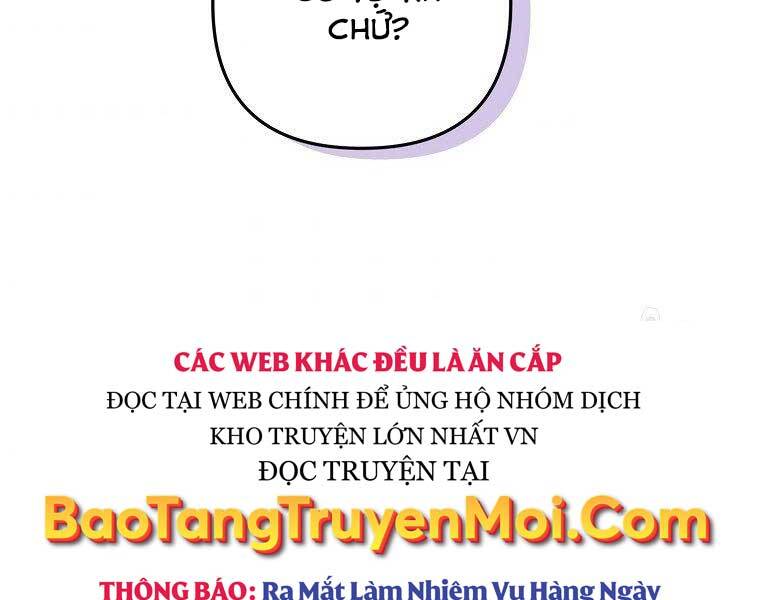 CHỨ?
CÁC WEB KHÁC ĐỀU LÀ ĂN CẮP
ĐỌC TẠI WEB CHÍNH ĐỂ ỦNG HỘ NHÓM DỊCH
KHO TRUYỆN LỚN NHẤT VN
ĐỌC TRUYỆN TẠI
BaoTangTruyenMoi.Com
THÔNG BÁO: Ra Mắt Làm Nhiệm Vụ Hàng Ngày